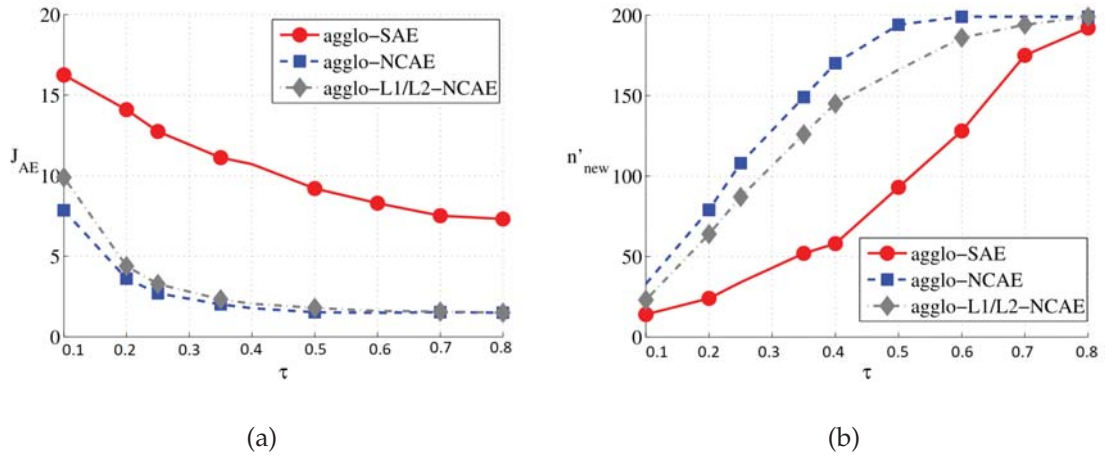 20
15
10
5
0
J_AE
agglo−SAE
agglo−NCAE
agglo−L1/L2−NCAE
0.1 0.2 0.3 0.4 0.5 0.6 0.7 0.8
τ
(a)
200
150
100
50
0
n'_new
agglo−SAE
agglo−NCAE
agglo−L1/L2−NCAE
0.1 0.2 0.3 0.4 0.5 0.6 0.7 0.8
τ
(b)